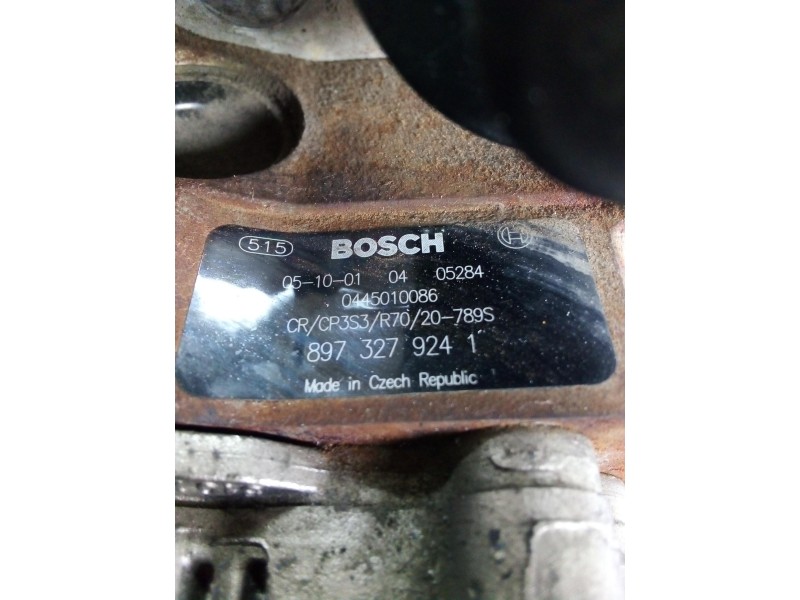 515 BOSCH
05-10-01 04 05284
0445010086
CR/CP3S3/R70/20-789S
897 327 924 1
Made in Czech Republic